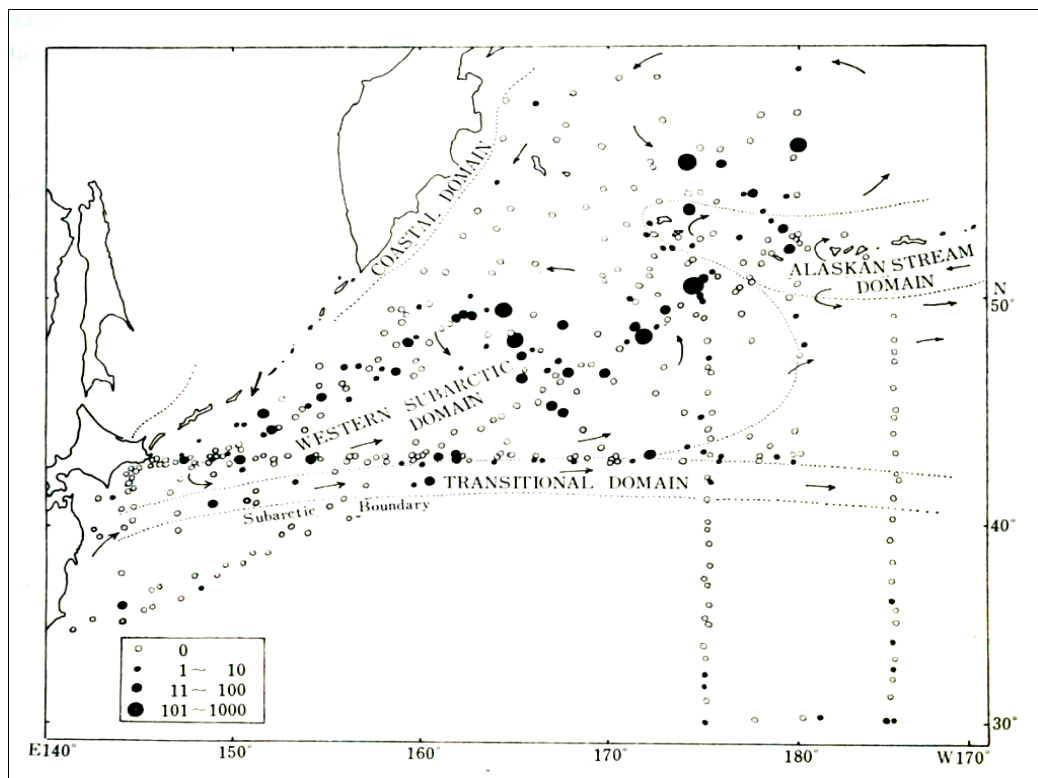 COASTAL DOMAIN
ALASKAN STREAM
DOMAIN
N
50°
WESTERN SUBARCTIC
DOMAIN
TRANSITIONAL DOMAIN
Subarctic Boundary
40°
0
1~ 10
11~ 100
101~1000
30°
E140° 150° 160° 170° 180° W170°